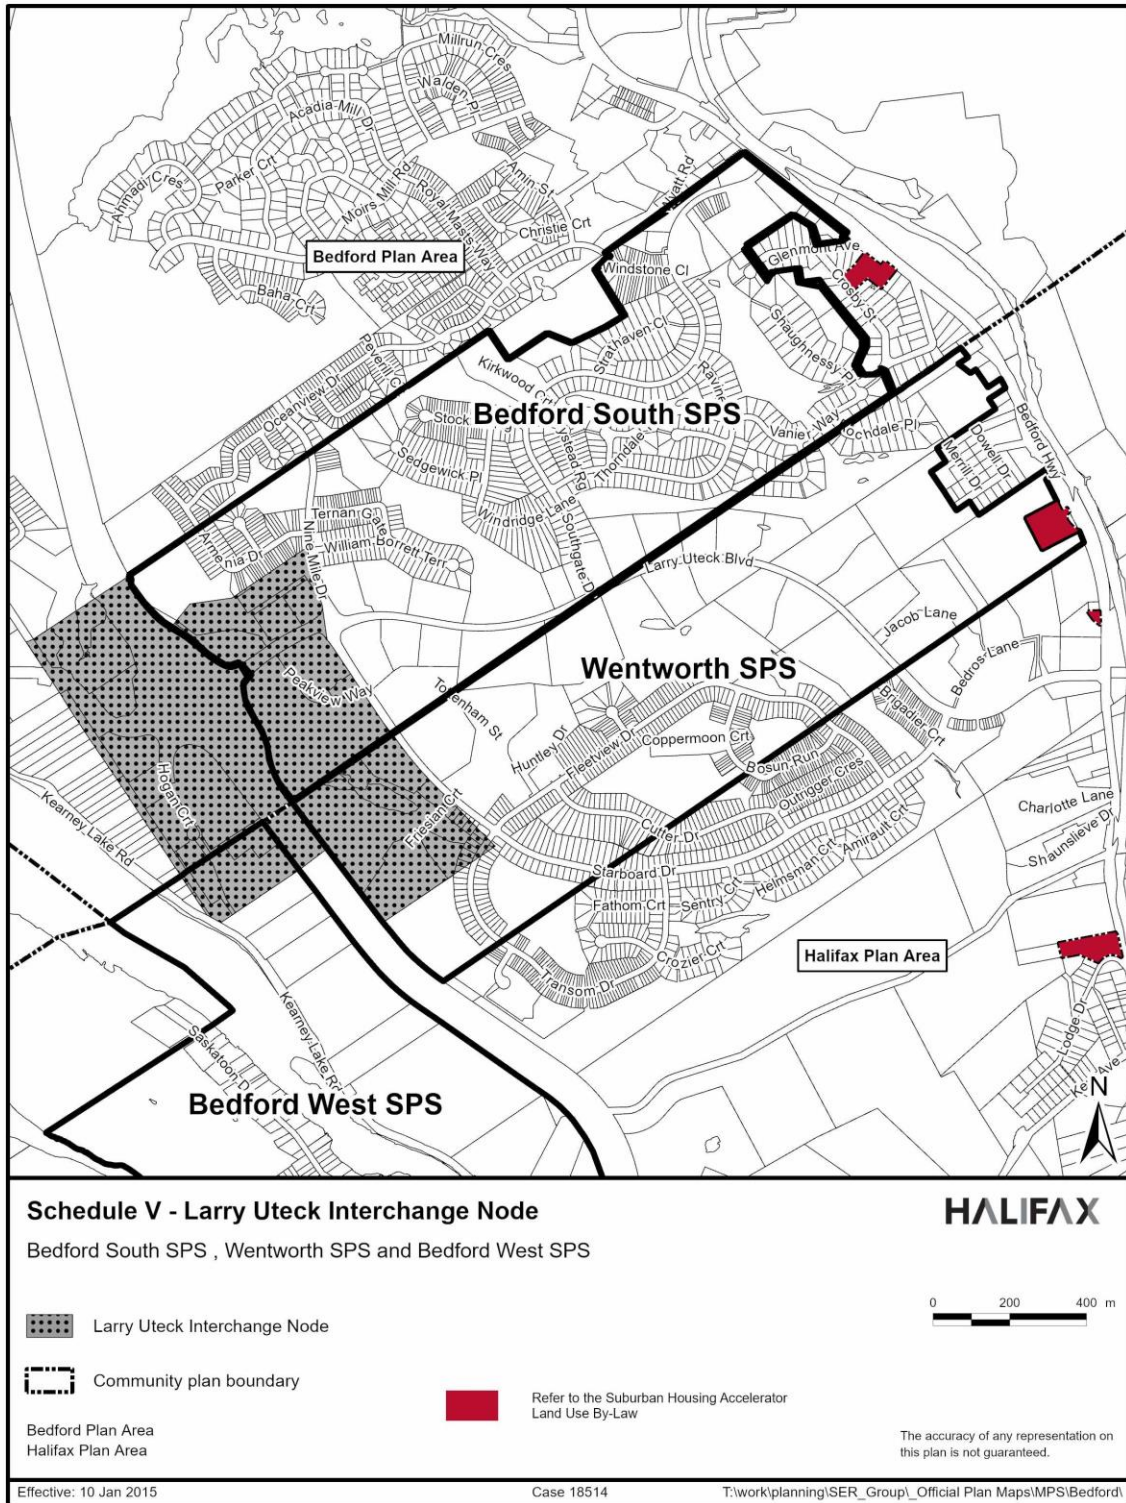 Millrun Cres
Walden Pl
Acadia Mill Dr
Parker Crt
Ahmadi Cres
Moirs Mill Rd
Royal Masts Way
Amin St
Christie Crt
Nyatt Rd
Bedford Plan Area
Baha Crt
Windstone Cl
Glenmont Ave
Crosby St
Shaughnessy Pl
Strathaven Cl
Peverill C
Oceanview Dr
Kirkwood Crt
Ravine
Bedford South SPS
Stock
ystead Rg
Thorndale
Vanier Way
ochdale Pl
Sedgewick Pl
Windridge Lane
Southgate D
Bedford Hwy
Dowell Dr
Merrill Dr
Ternan Gate
William Borrett Terr
Armenia Dr
Nine Mile Dr
Larry Uteck Blvd
Jacob Lane
Bedros Lane
Wentworth SPS
Peakview Way
Tottenham St
Brigadier Crt
Huntley Dr
Fleetview Dr
Coppermoon Crt
Bosun Run
Outrigger Cres
Hogan Crt
Kearney Lake Rd
Friesian Crt
Cutter Dr
Amirault Crt
Charlotte Lane
Shaunslieve Dr
Starboard Dr
Helmsman Crt
Sentry Crt
Fathom Crt
Crozier Crt
Halifax Plan Area
Transom Dr
Kearney Lake Rd
Saskatoon D
Lodge Dr
Ave
N
Bedford West SPS
Schedule V - Larry Uteck Interchange Node
HALIFAX
Bedford South SPS , Wentworth SPS and Bedford West SPS
0 200 400 m
Larry Uteck Interchange Node
Community plan boundary
Refer to the Suburban Housing Accelerator
Land Use By-Law
Bedford Plan Area
Halifax Plan Area
The accuracy of any representation on
this plan is not guaranteed.
Effective: 10 Jan 2015
Case 18514
T:\work\planning\SER_Group\_Official Plan Maps\MPS\Bedford\